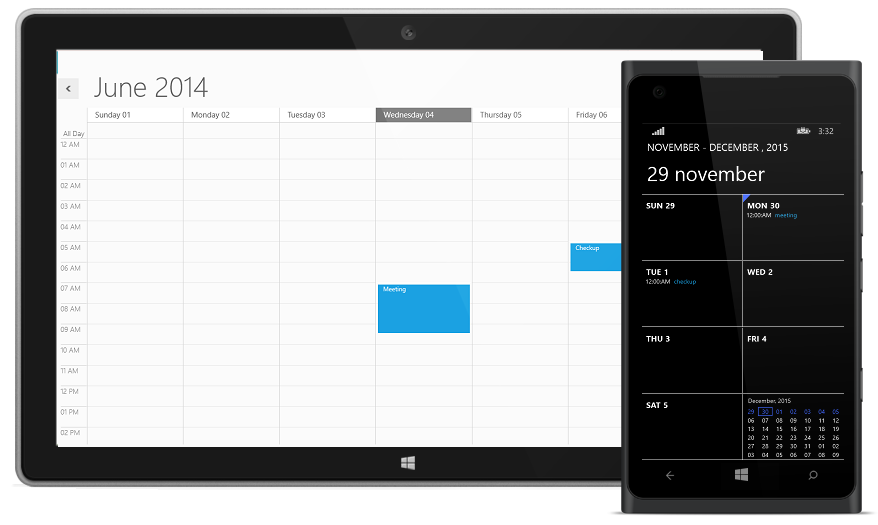 June 2014
Sunday 01 Monday 02 Tuesday 03 Wednesday 04 Thursday 05 Friday 06
All Day
12 AM
01 AM
02 AM
03 AM
04 AM
05 AM
Checkup
06 AM
07 AM
Meeting
08 AM
09 AM
10 AM
11 AM
12 PM
01 PM
02 PM
3:32
NOVEMBER - DECEMBER , 2015
29 november
SUN 29
MON 30
12:00:AM meeting
TUE 1
12:00:AM checkup
WED 2
THU 3
FRI 4
SAT 5
December, 2015
29 30 01 02 03 04 05
06 07 08 09 10 11 12
13 14 15 16 17 18 19
20 21 22 23 24 25 26
27 28 29 30 31 01 02
03 04 05 06 07 08 09